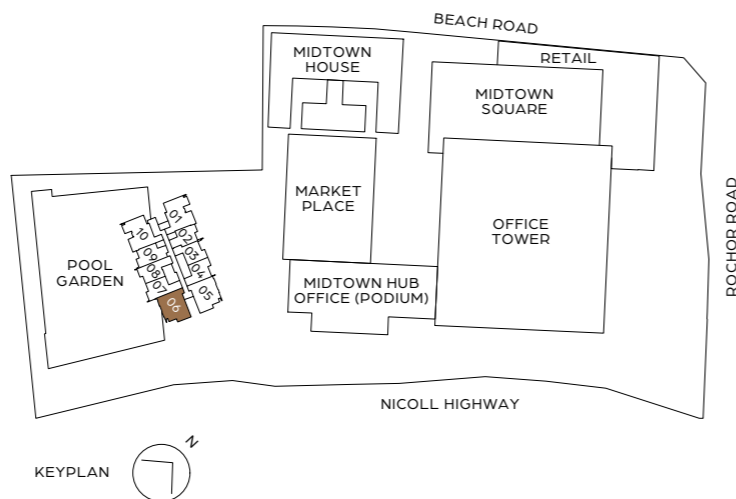 BEACH ROAD
MIDTOWN
HOUSE
RETAIL
MIDTOWN
SQUARE
ROCHOR ROAD
MARKET
PLACE
OFFICE
TOWER
POOL
GARDEN
10
09
08
07
06
01
02
03
04
05
MIDTOWN HUB
OFFICE (PODIUM)
NICOLL HIGHWAY
KEYPLAN
N